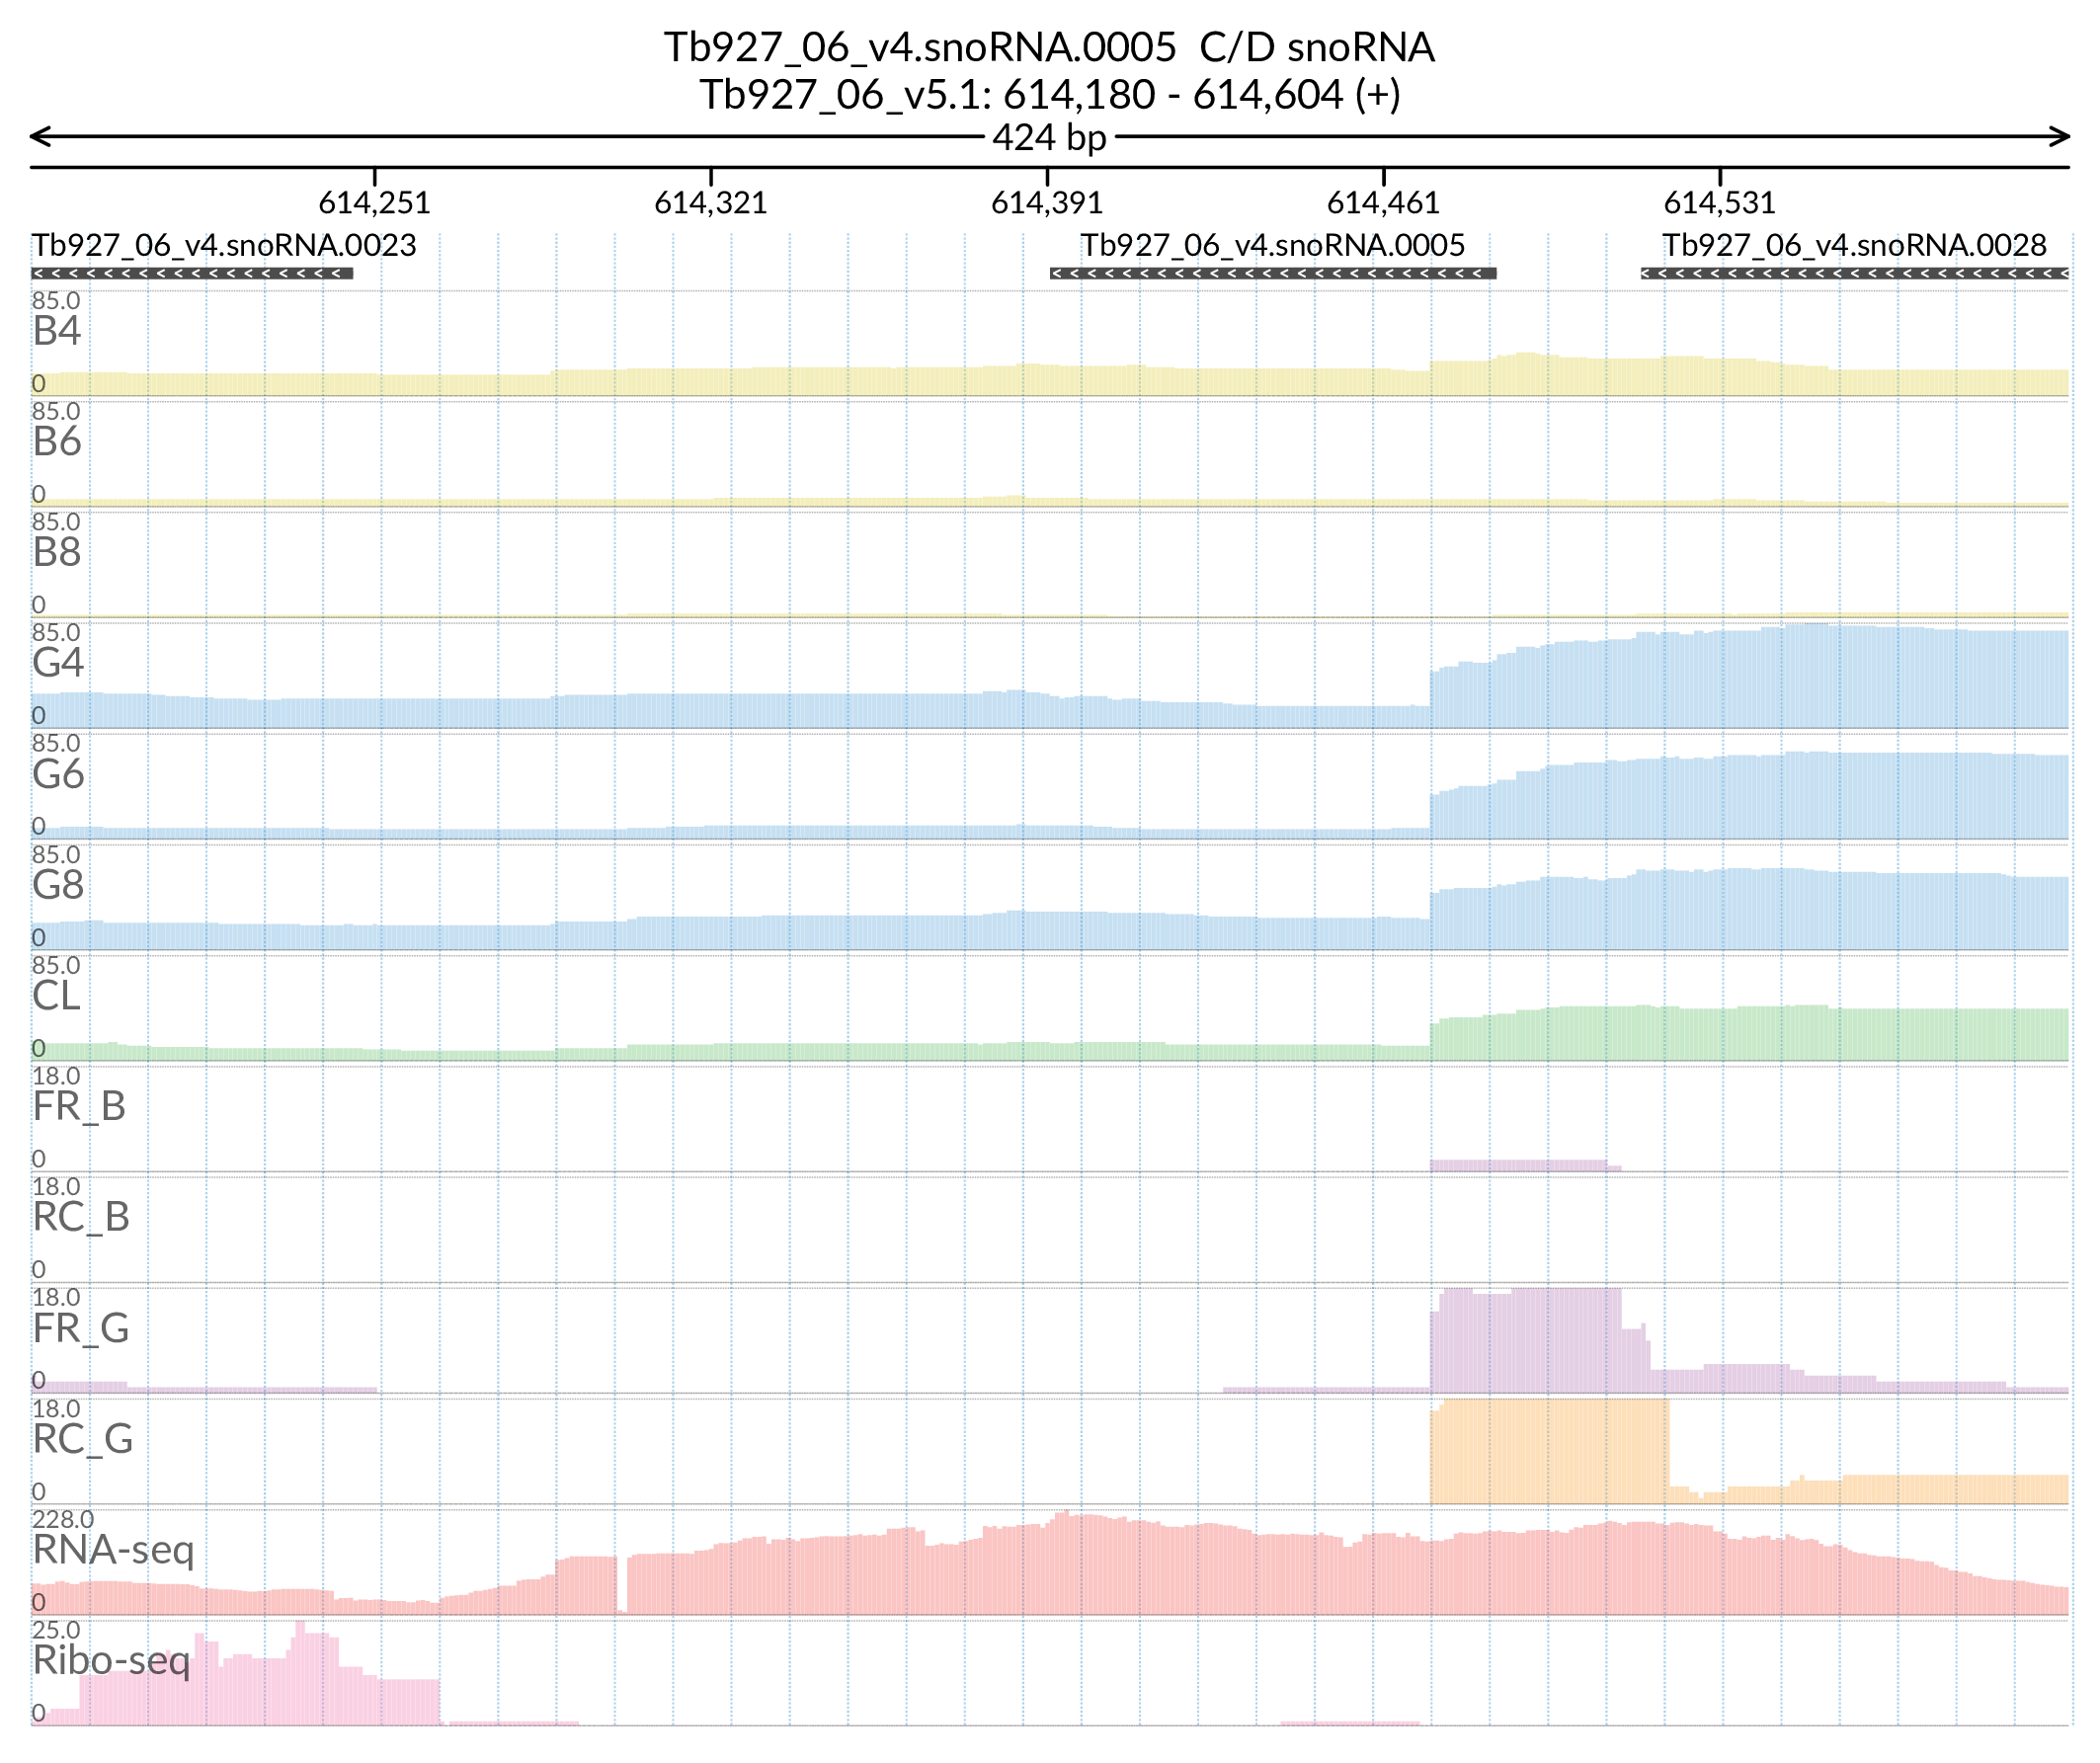 Tb927_06_v4.snoRNA.0005 C/D snoRNA
Tb927_06_v5.1: 614,180 - 614,604 (+)
424 bp
614,251 614,321 614,391 614,461 614,531
Tb927_06_v4.snoRNA.0023 Tb927_06_v4.snoRNA.0005 Tb927_06_v4.snoRNA.0028
85.0
B4
0
85.0
B6
0
85.0
B8
0
85.0
G4
0
85.0
G6
0
85.0
G8
0
85.0
CL
0
18.0
FR_B
0
18.0
RC_B
0
18.0
FR_G
0
18.0
RC_G
0
228.0
RNA-seq
0
25.0
Ribo-seq
0